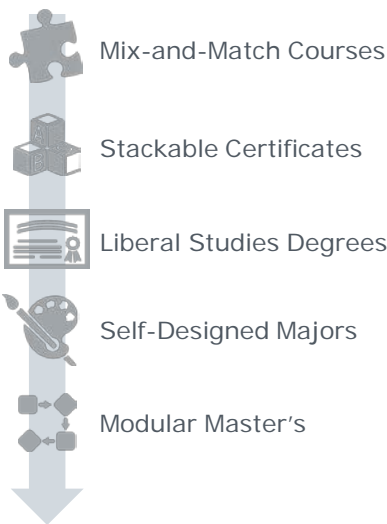 Mix-and-Match Courses
Stackable Certificates
Liberal Studies Degrees
Self-Designed Majors
Modular Master's